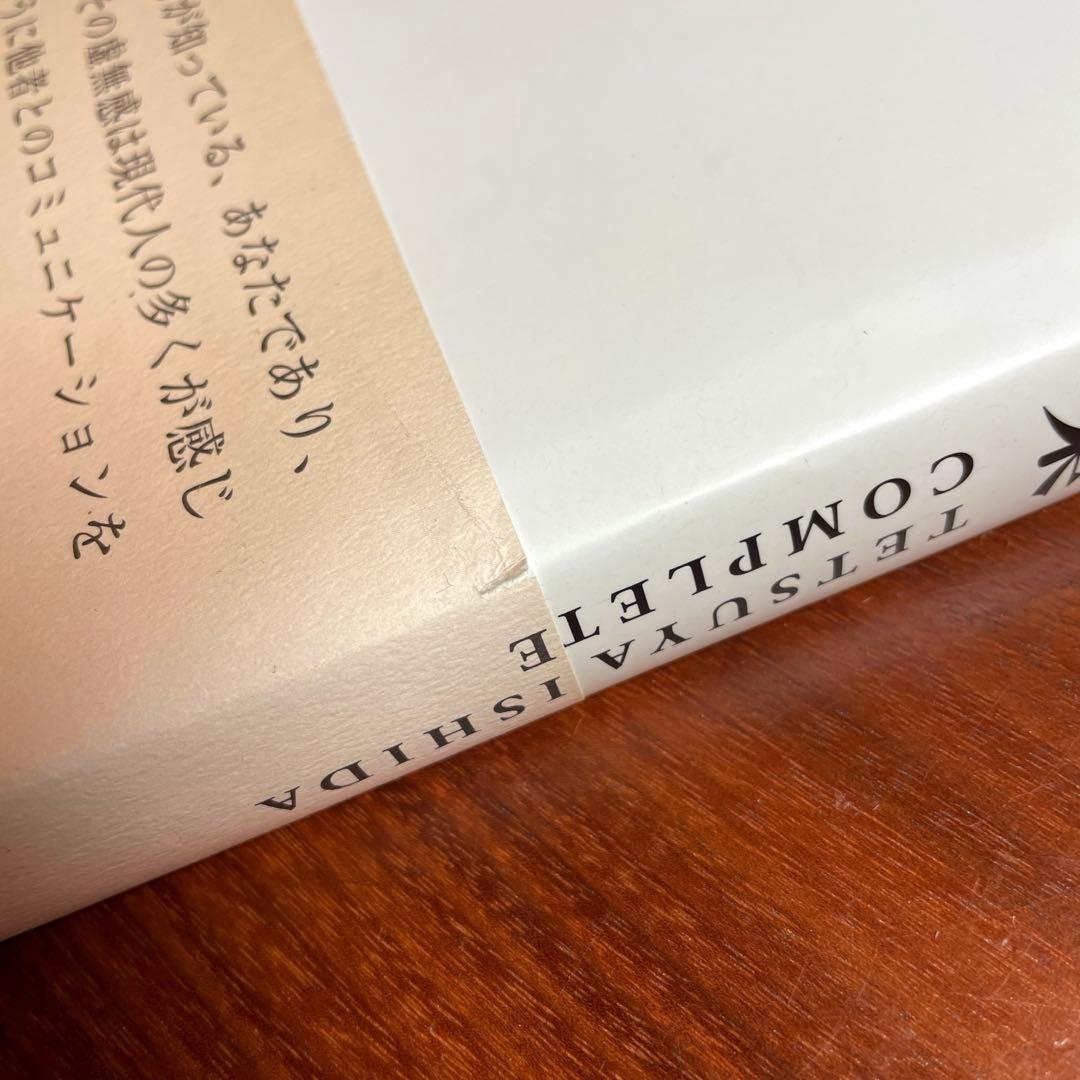 が知っている、あなたであり、
その虚無感は現代人の多くが感じ
うに他者とのコミュニケーションを
TETSUYA ISHIDA
COMPLETE